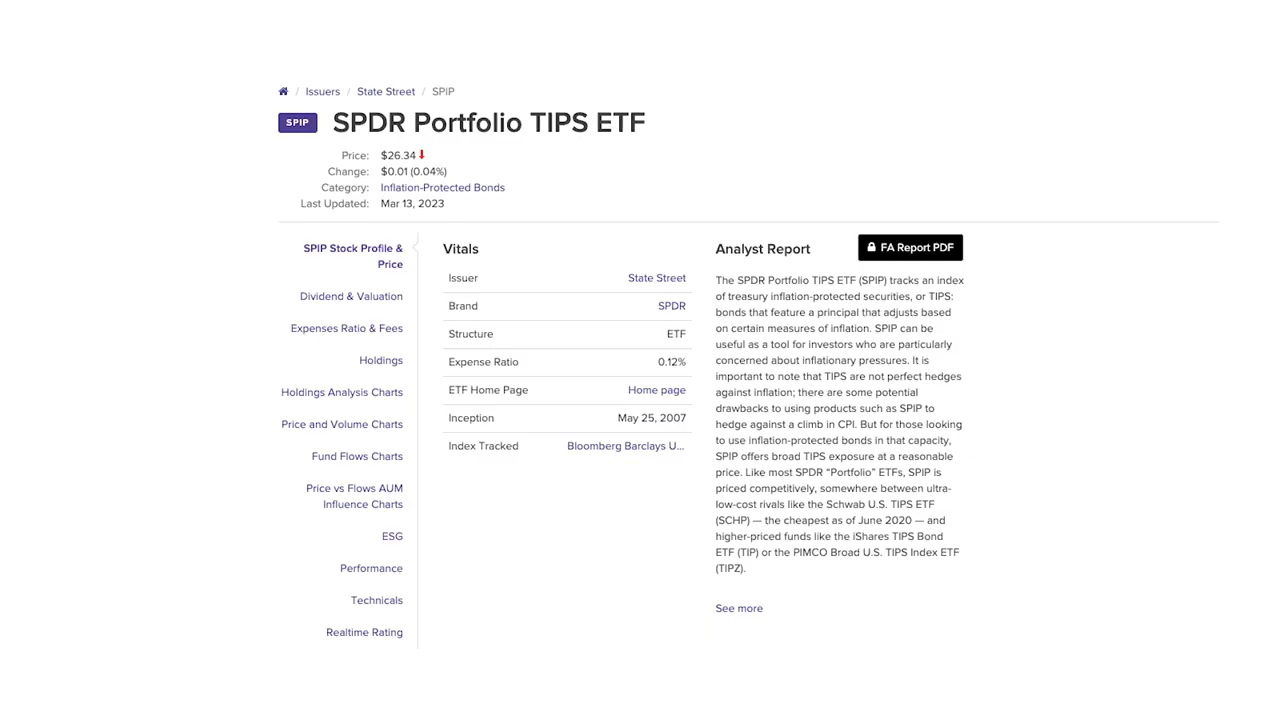 / Issuers / State Street / SPIP
SPIP SPDR Portfolio TIPS ETF
Price: $26.34
Change: $0.01 (0.04%)
Category: Inflation-Protected Bonds
Last Updated: Mar 13, 2023
SPIP Stock Profile &
Price
Dividend & Valuation
Expenses Ratio & Fees
Holdings
Holdings Analysis Charts
Price and Volume Charts
Fund Flows Charts
Price vs Flows AUM
Influence Charts
ESG
Performance
Technicals
Realtime Rating
Vitals
Issuer State Street
Brand SPDR
Structure ETF
Expense Ratio 0.12%
ETF Home Page Home page
Inception May 25, 2007
Index Tracked Bloomberg Barclays U...
Analyst Report
FA Report PDF
The SPDR Portfolio TIPS ETF (SPIP) tracks an index
of treasury inflation-protected securities, or TIPS:
bonds that feature a principal that adjusts based
on certain measures of inflation. SPIP can be
useful as a tool for investors who are particularly
concerned about inflationary pressures. It is
important to note that TIPS are not perfect hedges
against inflation; there are some potential
drawbacks to using products such as SPIP to
hedge against a climb in CPI. But for those looking
to use inflation-protected bonds in that capacity,
SPIP offers broad TIPS exposure at a reasonable
price. Like most SPDR “Portfolio” ETFs, SPIP is
priced competitively, somewhere between ultra-
low-cost rivals like the Schwab U.S. TIPS ETF
(SCHP) — the cheapest as of June 2020 — and
higher-priced funds like the iShares TIPS Bond
ETF (TIP) or the PIMCO Broad U.S. TIPS Index ETF
(TIPZ).
See more